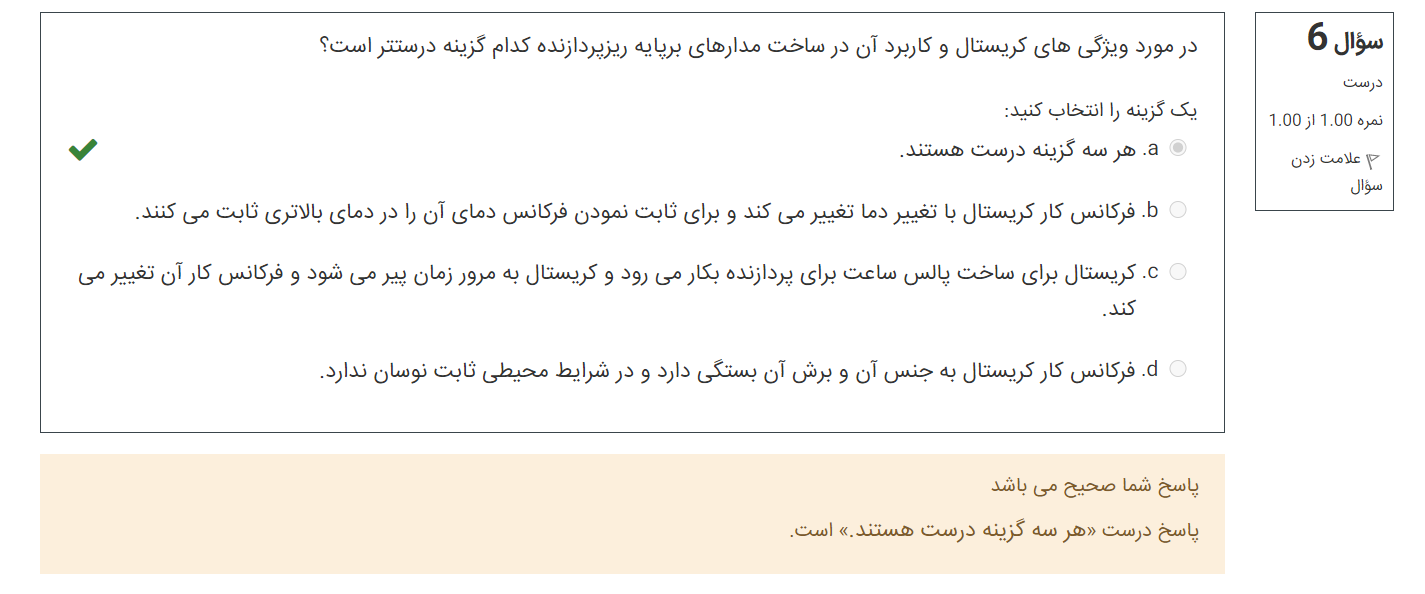 سؤال 6
درست
نمره 1.00 از 1.00
علامت زدن
سؤال
در مورد ویژگی های کریستال و کاربرد آن در ساخت مدارهای برپایه ریزپردازنده کدام گزینه درستتر است؟
یک گزینه را انتخاب کنید:
a. هر سه گزینه درست هستند.
b. فرکانس کار کریستال با تغییر دما تغییر می کند و برای ثابت نمودن فرکانس دمای آن را در دمای بالاتری ثابت می کنند.
c. کریستال برای ساخت پالس ساعت برای پردازنده بکار می رود و کریستال به مرور زمان پیر می شود و فرکانس کار آن تغییر می
کند.
d. فرکانس کار کریستال به جنس آن و برش آن بستگی دارد و در شرایط محیطی ثابت نوسان ندارد.
پاسخ شما صحیح می باشد
پاسخ درست «هر سه گزینه درست هستند.» است.